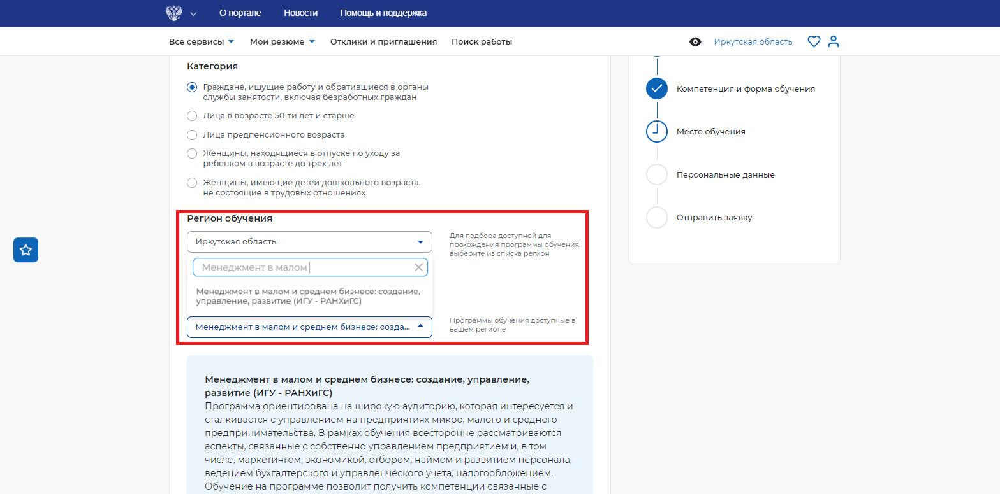 О портале
Новости
Помощь и поддержка
Все сервисы
Мои резюме
Отклики и приглашения
Поиск работы
Иркутская область
Категория
Граждане, ищущие работу и обратившиеся в органы
службы занятости, включая безработных граждан
Лица в возрасте 50-ти лет и старше
Лица предпенсионного возраста
Женщины, находящиеся в отпуске по уходу за
ребенком в возрасте до трех лет
Женщины, имеющие детей дошкольного возраста,
не состоящие в трудовых отношениях
Регион обучения
Иркутская область
Для подбора доступной для
прохождения программы обучения,
выберите из списка регион
Менеджмент в малом
Менеджмент в малом и среднем бизнесе: создание,
управление, развитие (ИГУ - РАНХиГС)
Менеджмент в малом и среднем бизнесе: созда...
Программы обучения доступные в
вашем регионе
Менеджмент в малом и среднем бизнесе: создание, управление,
развитие (ИГУ - РАНХиГС)
Программа ориентирована на широкую аудиторию, которая интересуется и
сталкивается с управлением на предприятиях микро, малого и среднего
предпринимательства. В рамках обучения всесторонне рассматриваются
аспекты, связанные с собственно управлением предприятием и, в том
числе, маркетингом, экономикой, отбором, наймом и развитием персонала,
ведением бухгалтерского и управленческого учета, налогообложением.
Обучение на программе позволит получить компетенции связанные с
Компетенция и форма обучения
Место обучения
Персональные данные
Отправить заявку